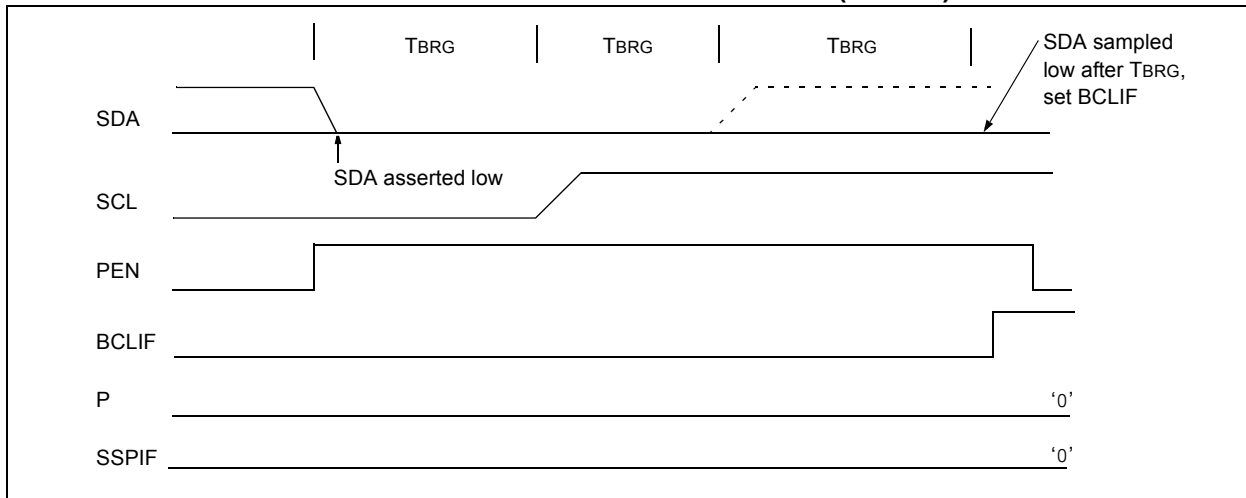 TBRG TBRG TBRG
SDA sampled
low after TBRG,
set BCLIF
SDA
SDA asserted low
SCL
PEN
BCLIF
P
‘0’
SSPIF
‘0’